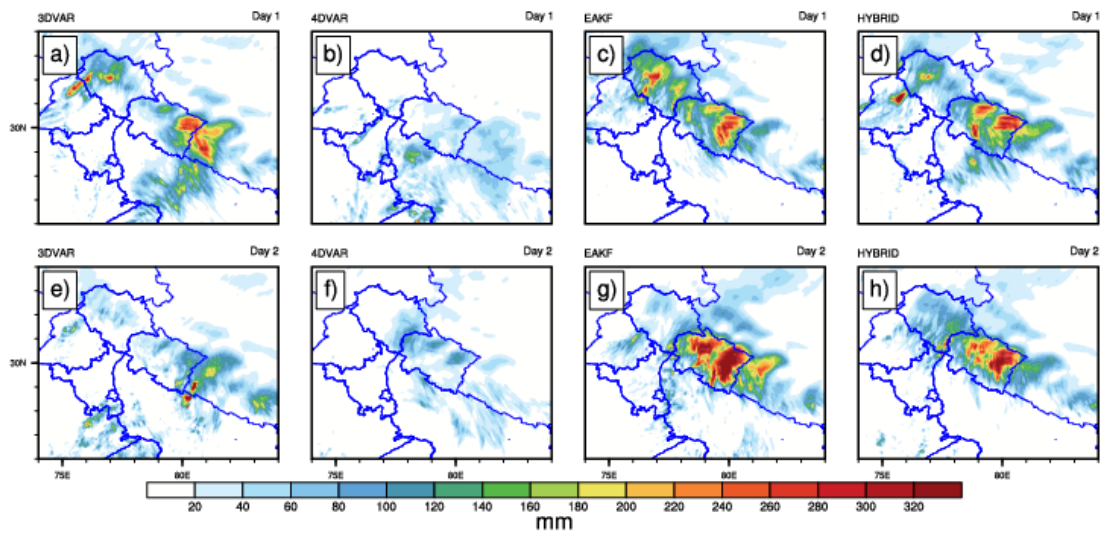 3DVAR Day 1 4DVAR Day 1 EAKF Day 1 HYBRID Day 1
a) b) c) d)
30N
3DVAR Day 2 4DVAR Day 2 EAKF Day 2 HYBRID Day 2
e) f) g) h)
30N
75E 80E 75E 80E 75E 80E 75E 80E
20 40 60 80 100 120 140 160 180 200 220 240 260 280 300 320
mm